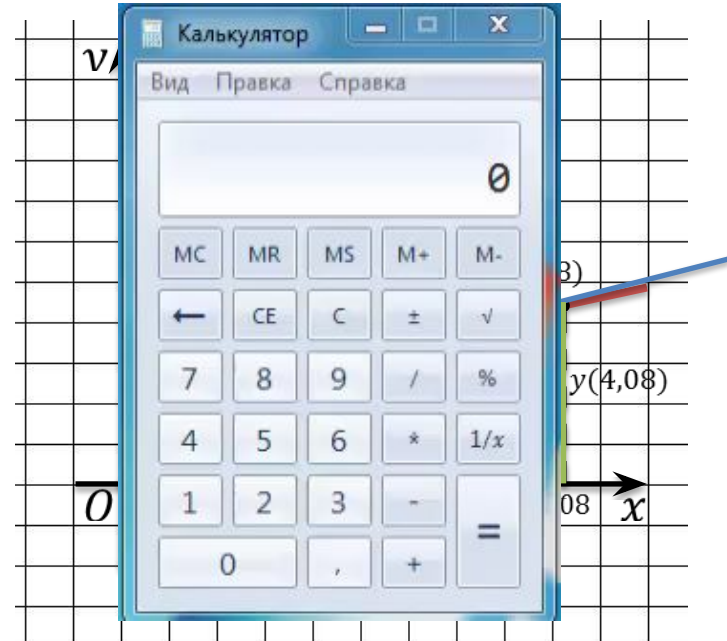 Калькулятор
y
Вид Правка Справка
0
MC MR MS M+ M-
8)
← CE C ± √
7 8 9 / %
y(4,08)
4 5 6 * 1/x
O
1 2 3 - =
08 x
0 , +